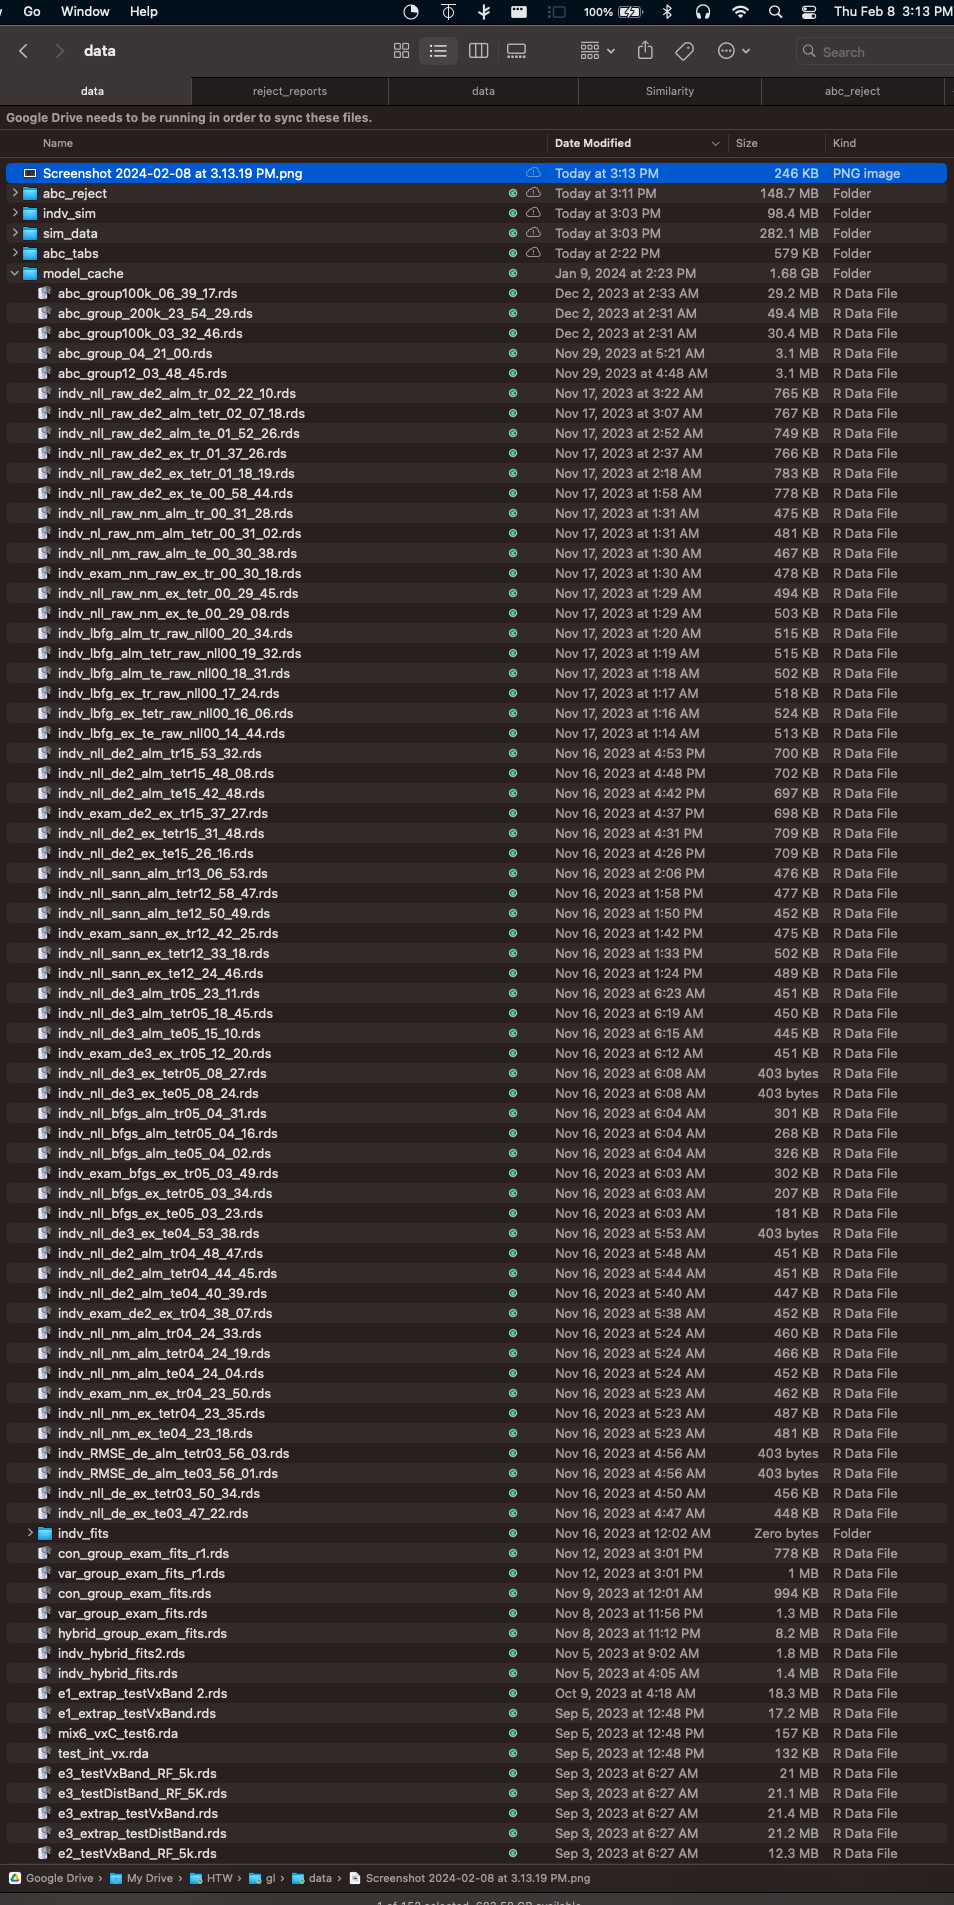 Go Window Help 100% Thu Feb 8 3:13 PM
data Search
data reject_reports data Similarity abc_reject
Google Drive needs to be running in order to sync these files.
Name Date Modified Size Kind
Screenshot 2024-02-08 at 3.13.19 PM.png Today at 3:13 PM 246 KB PNG image
abc_reject Today at 3:11 PM 148.7 MB Folder
indv_sim Today at 3:03 PM 98.4 MB Folder
sim_data Today at 3:03 PM 282.1 MB Folder
abc_tabs Today at 2:22 PM 579 KB Folder
model_cache Jan 9, 2024 at 2:23 PM 1.68 GB Folder
abc_group100k_06_39_17.rds Dec 2, 2023 at 2:33 AM 29.2 MB R Data File
abc_group_200k_23_54_29.rds Dec 2, 2023 at 2:31 AM 49.4 MB R Data File
abc_group100k_03_32_46.rds Dec 2, 2023 at 2:31 AM 30.4 MB R Data File
abc_group_04_21_00.rds Nov 29, 2023 at 5:21 AM 3.1 MB R Data File
abc_group12_03_48_45.rds Nov 29, 2023 at 4:48 AM 3.1 MB R Data File
indv_nll_raw_de2_alm_tr_02_22_10.rds Nov 17, 2023 at 3:22 AM 765 KB R Data File
indv_nll_raw_de2_alm_tetr_02_07_18.rds Nov 17, 2023 at 3:07 AM 767 KB R Data File
indv_nll_raw_de2_alm_te_01_52_26.rds Nov 17, 2023 at 2:52 AM 749 KB R Data File
indv_nll_raw_de2_ex_tr_01_37_26.rds Nov 17, 2023 at 2:37 AM 766 KB R Data File
indv_nll_raw_de2_ex_tetr_01_18_19.rds Nov 17, 2023 at 2:18 AM 783 KB R Data File
indv_nll_raw_de2_ex_te_00_58_44.rds Nov 17, 2023 at 1:58 AM 778 KB R Data File
indv_nll_raw_nm_alm_tr_00_31_28.rds Nov 17, 2023 at 1:31 AM 475 KB R Data File
indv_nl_raw_nm_alm_tetr_00_31_02.rds Nov 17, 2023 at 1:31 AM 481 KB R Data File
indv_nll_nm_raw_alm_te_00_30_38.rds Nov 17, 2023 at 1:30 AM 467 KB R Data File
indv_exam_nm_raw_ex_tr_00_30_18.rds Nov 17, 2023 at 1:30 AM 478 KB R Data File
indv_nll_raw_nm_ex_tetr_00_29_45.rds Nov 17, 2023 at 1:29 AM 494 KB R Data File
indv_nll_raw_nm_ex_te_00_29_08.rds Nov 17, 2023 at 1:29 AM 503 KB R Data File
indv_lbfg_alm_tr_raw_nll00_20_34.rds Nov 17, 2023 at 1:20 AM 515 KB R Data File
indv_lbfg_alm_tetr_raw_nll00_19_32.rds Nov 17, 2023 at 1:19 AM 515 KB R Data File
indv_lbfg_alm_te_raw_nll00_18_31.rds Nov 17, 2023 at 1:18 AM 502 KB R Data File
indv_lbfg_ex_tr_raw_nll00_17_24.rds Nov 17, 2023 at 1:17 AM 518 KB R Data File
indv_lbfg_ex_tetr_raw_nll00_16_06.rds Nov 17, 2023 at 1:16 AM 524 KB R Data File
indv_lbfg_ex_te_raw_nll00_14_44.rds Nov 17, 2023 at 1:14 AM 513 KB R Data File
indv_nll_de2_alm_tr15_53_32.rds Nov 16, 2023 at 4:53 PM 700 KB R Data File
indv_nll_de2_alm_tetr15_48_08.rds Nov 16, 2023 at 4:48 PM 702 KB R Data File
indv_nll_de2_alm_te15_42_48.rds Nov 16, 2023 at 4:42 PM 697 KB R Data File
indv_exam_de2_ex_tr15_37_27.rds Nov 16, 2023 at 4:37 PM 698 KB R Data File
indv_nll_de2_ex_tetr15_31_48.rds Nov 16, 2023 at 4:31 PM 709 KB R Data File
indv_nll_de2_ex_te15_26_16.rds Nov 16, 2023 at 4:26 PM 709 KB R Data File
indv_nll_sann_alm_tr13_06_53.rds Nov 16, 2023 at 2:06 PM 476 KB R Data File
indv_nll_sann_alm_tetr12_58_47.rds Nov 16, 2023 at 1:58 PM 477 KB R Data File
indv_nll_sann_alm_te12_50_49.rds Nov 16, 2023 at 1:50 PM 452 KB R Data File
indv_exam_sann_ex_tr12_42_25.rds Nov 16, 2023 at 1:42 PM 475 KB R Data File
indv_nll_sann_ex_tetr12_33_18.rds Nov 16, 2023 at 1:33 PM 502 KB R Data File
indv_nll_sann_ex_te12_24_46.rds Nov 16, 2023 at 1:24 PM 489 KB R Data File
indv_nll_de3_alm_tr05_23_11.rds Nov 16, 2023 at 6:23 AM 451 KB R Data File
indv_nll_de3_alm_tetr05_18_45.rds Nov 16, 2023 at 6:19 AM 450 KB R Data File
indv_nll_de3_alm_te05_15_10.rds Nov 16, 2023 at 6:15 AM 445 KB R Data File
indv_exam_de3_ex_tr05_12_20.rds Nov 16, 2023 at 6:12 AM 451 KB R Data File
indv_nll_de3_ex_tetr05_08_27.rds Nov 16, 2023 at 6:08 AM 403 bytes R Data File
indv_nll_de3_ex_te05_08_24.rds Nov 16, 2023 at 6:08 AM 403 bytes R Data File
indv_nll_bfgs_alm_tr05_04_31.rds Nov 16, 2023 at 6:04 AM 301 KB R Data File
indv_nll_bfgs_alm_tetr05_04_16.rds Nov 16, 2023 at 6:04 AM 268 KB R Data File
indv_nll_bfgs_alm_te05_04_02.rds Nov 16, 2023 at 6:04 AM 326 KB R Data File
indv_exam_bfgs_ex_tr05_03_49.rds Nov 16, 2023 at 6:03 AM 302 KB R Data File
indv_nll_bfgs_ex_tetr05_03_34.rds Nov 16, 2023 at 6:03 AM 207 KB R Data File
indv_nll_bfgs_ex_te05_03_23.rds Nov 16, 2023 at 6:03 AM 181 KB R Data File
indv_nll_de3_ex_te04_53_38.rds Nov 16, 2023 at 5:53 AM 403 bytes R Data File
indv_nll_de2_alm_tr04_48_47.rds Nov 16, 2023 at 5:48 AM 451 KB R Data File
indv_nll_de2_alm_tetr04_44_45.rds Nov 16, 2023 at 5:44 AM 451 KB R Data File
indv_nll_de2_alm_te04_40_39.rds Nov 16, 2023 at 5:40 AM 447 KB R Data File
indv_exam_de2_ex_tr04_38_07.rds Nov 16, 2023 at 5:38 AM 452 KB R Data File
indv_nll_nm_alm_tr04_24_33.rds Nov 16, 2023 at 5:24 AM 460 KB R Data File
indv_nll_nm_alm_tetr04_24_19.rds Nov 16, 2023 at 5:24 AM 466 KB R Data File
indv_nll_nm_alm_te04_24_04.rds Nov 16, 2023 at 5:24 AM 452 KB R Data File
indv_exam_nm_ex_tr04_23_50.rds Nov 16, 2023 at 5:23 AM 462 KB R Data File
indv_nll_nm_ex_tetr04_23_35.rds Nov 16, 2023 at 5:23 AM 487 KB R Data File
indv_nll_nm_ex_te04_23_18.rds Nov 16, 2023 at 5:23 AM 481 KB R Data File
indv_RMSE_de_alm_tetr03_56_03.rds Nov 16, 2023 at 4:56 AM 403 bytes R Data File
indv_RMSE_de_alm_te03_56_01.rds Nov 16, 2023 at 4:56 AM 403 bytes R Data File
indv_nll_de_ex_tetr03_50_34.rds Nov 16, 2023 at 4:50 AM 456 KB R Data File
indv_nll_de_ex_te03_47_22.rds Nov 16, 2023 at 4:47 AM 448 KB R Data File
indv_fits Nov 16, 2023 at 12:02 AM Zero bytes Folder
con_group_exam_fits_r1.rds Nov 12, 2023 at 3:01 PM 778 KB R Data File
var_group_exam_fits_r1.rds Nov 12, 2023 at 3:01 PM 1 MB R Data File
con_group_exam_fits.rds Nov 9, 2023 at 12:01 AM 994 KB R Data File
var_group_exam_fits.rds Nov 8, 2023 at 11:56 PM 1.3 MB R Data File
hybrid_group_exam_fits.rds Nov 8, 2023 at 11:12 PM 8.2 MB R Data File
indv_hybrid_fits2.rds Nov 5, 2023 at 9:02 AM 1.8 MB R Data File
indv_hybrid_fits.rds Nov 5, 2023 at 4:05 AM 1.4 MB R Data File
e1_extrap_testVxBand 2.rds Oct 9, 2023 at 4:18 AM 18.3 MB R Data File
e1_extrap_testVxBand.rds Sep 5, 2023 at 12:48 PM 17.2 MB R Data File
mix6_vxC_test6.rda Sep 5, 2023 at 12:48 PM 157 KB R Data File
test_int_vx.rda Sep 5, 2023 at 12:48 PM 132 KB R Data File
e3_testVxBand_RF_5k.rds Sep 3, 2023 at 6:27 AM 21 MB R Data File
e3_testDistBand_RF_5K.rds Sep 3, 2023 at 6:27 AM 21.1 MB R Data File
e3_extrap_testVxBand.rds Sep 3, 2023 at 6:27 AM 21.4 MB R Data File
e3_extrap_testDistBand.rds Sep 3, 2023 at 6:27 AM 21.2 MB R Data File
e2_testVxBand_RF_5k.rds Sep 3, 2023 at 6:27 AM 12.3 MB R Data File
Google Drive › My Drive › HTW › gl › data › Screenshot 2024-02-08 at 3.13.19 PM.png